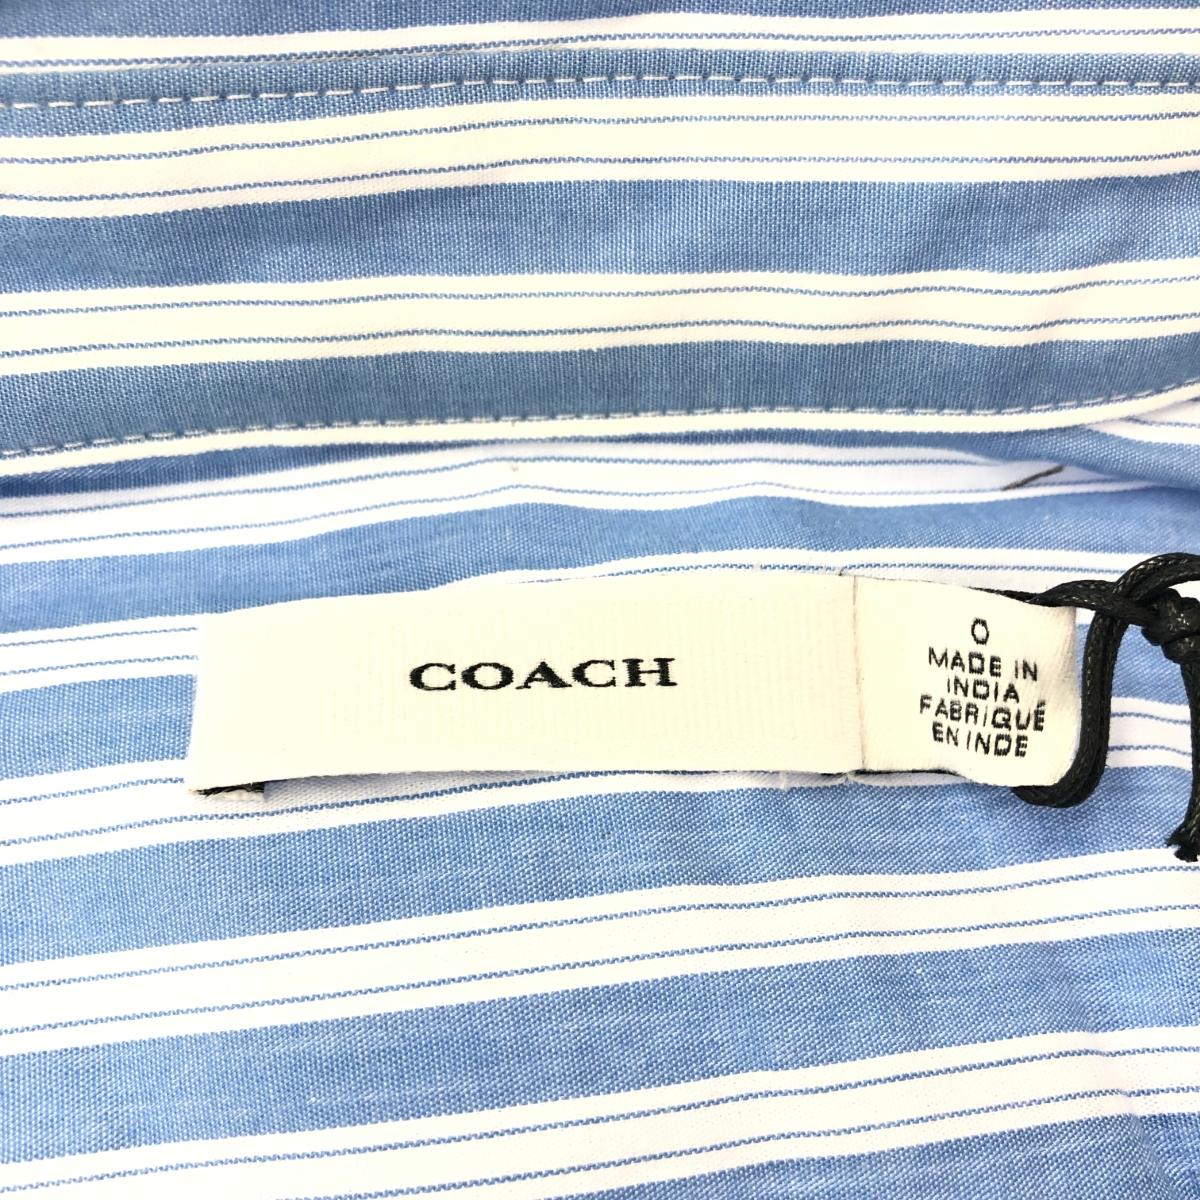 COACH
0
MADE IN
INDIA
FABRIQUÉ
EN INDE